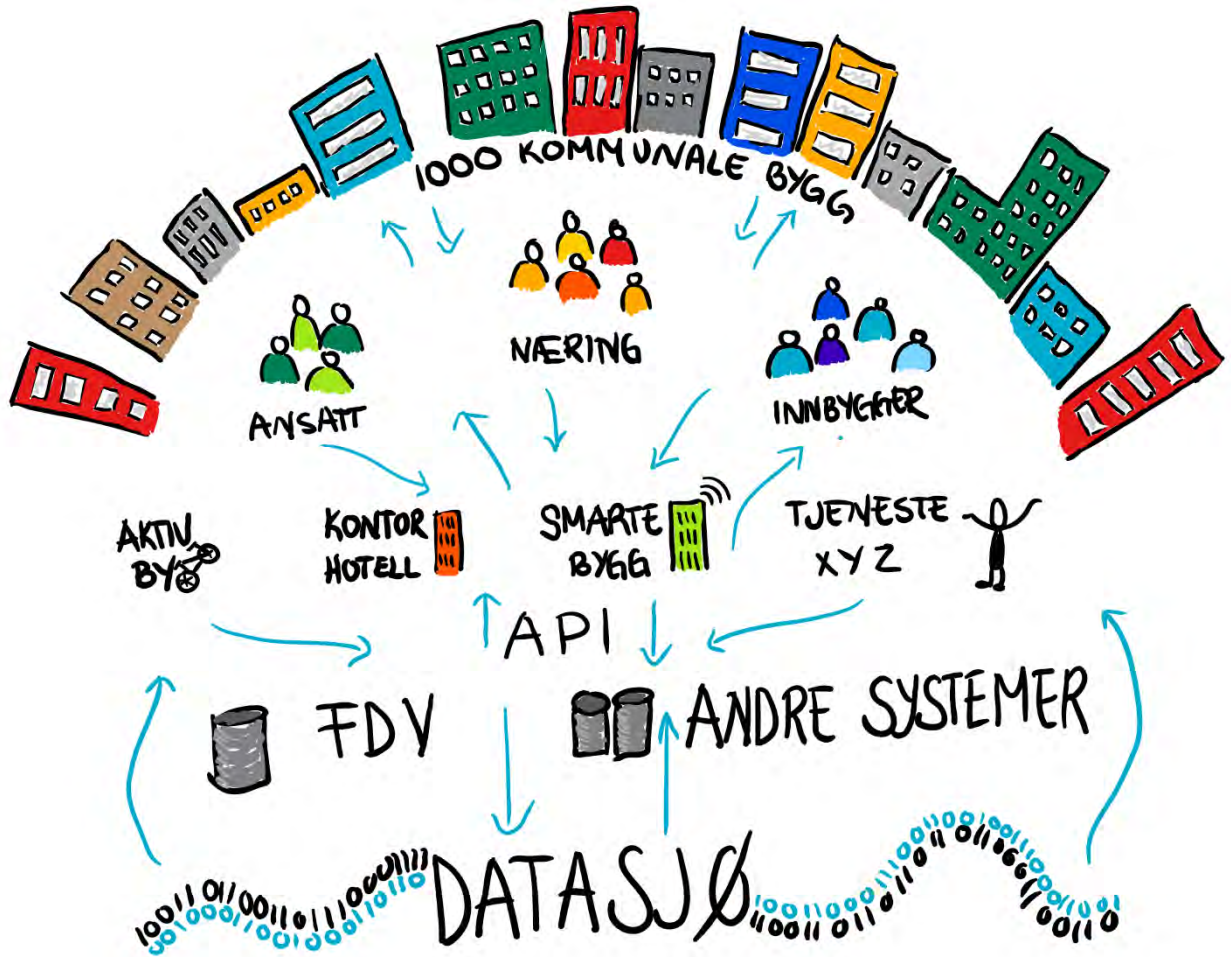 1000 KOMMUNALE BYGG
NÆRING
ANSATT
INNBYGGER
AKTIV
BY
KONTOR
HOTELL
SMARTE
BYGG
TJENESTE
XYZ
API
FDV
ANDRE SYSTEMER
DATASJØ